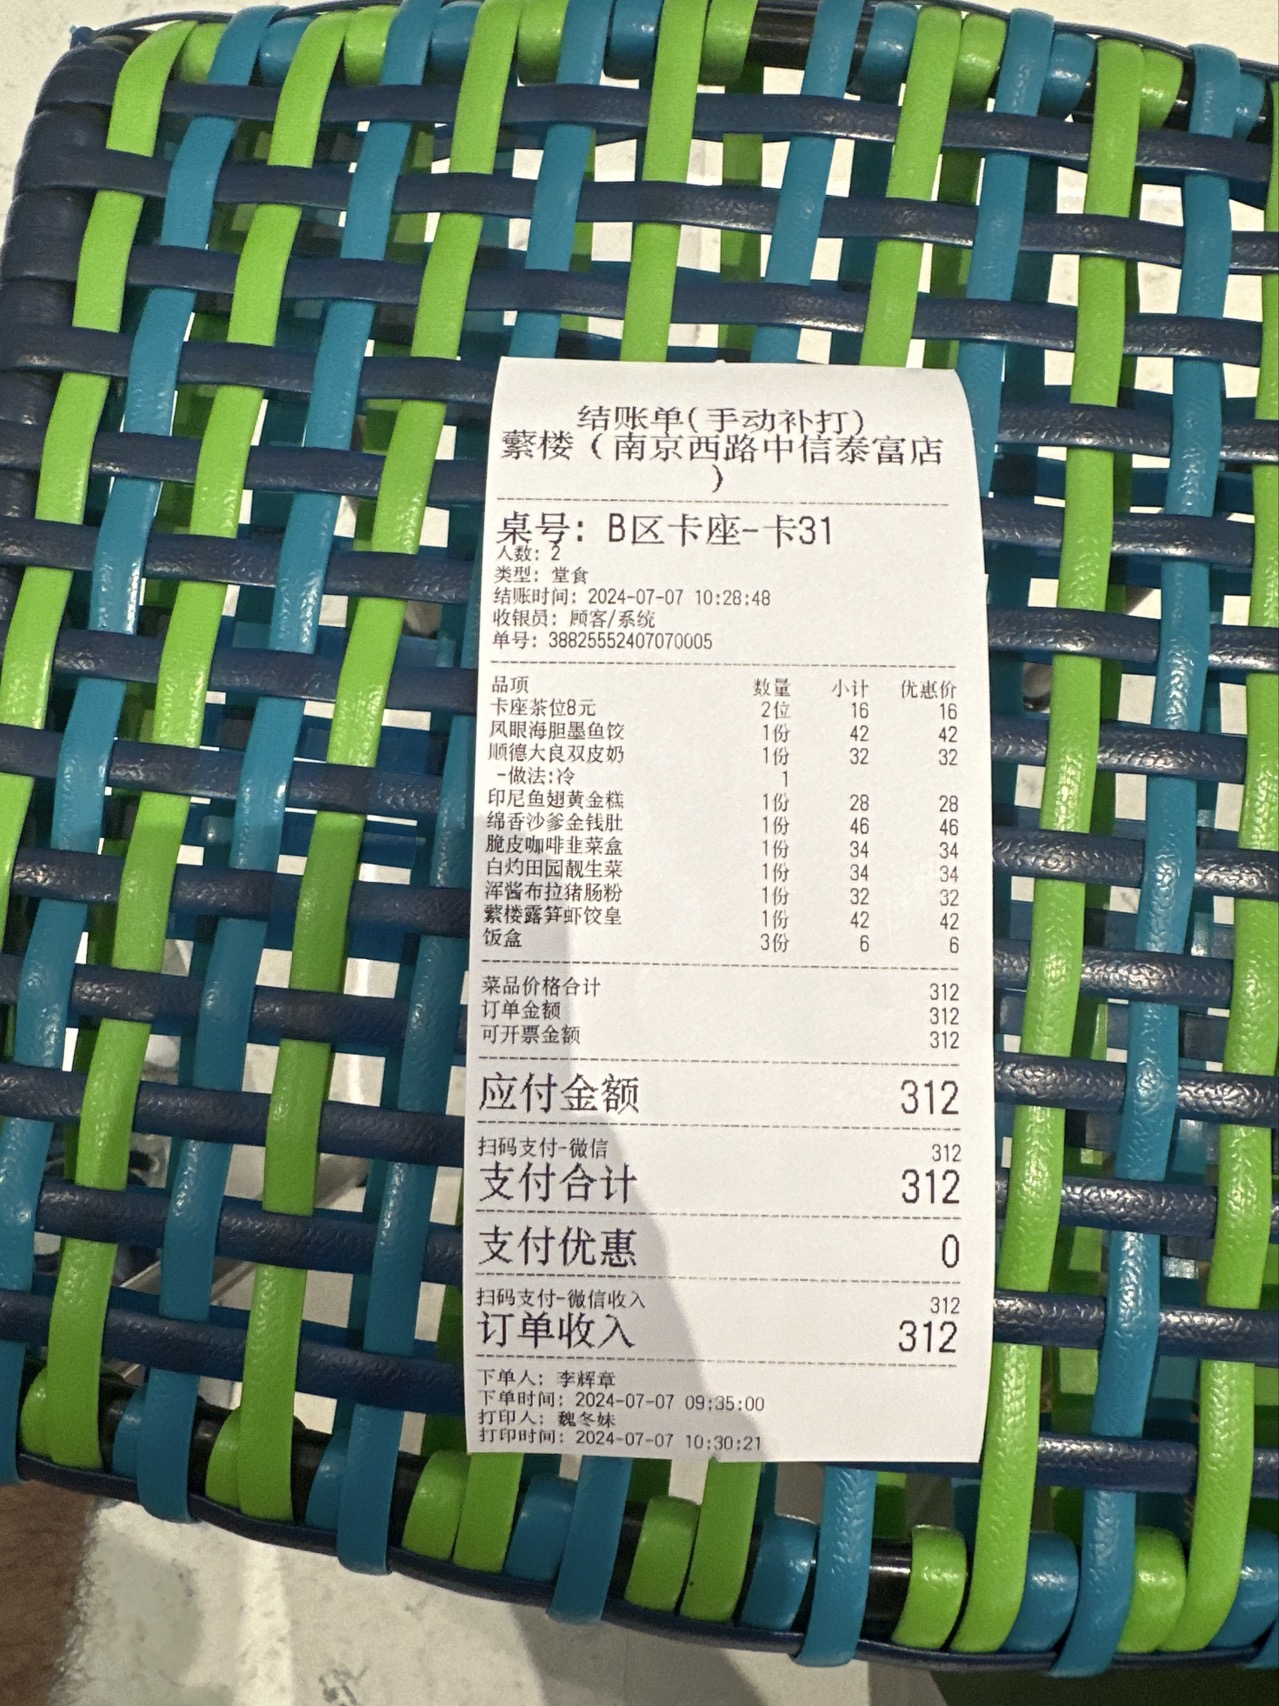 结账单(手动补打)
蘩楼（南京西路中信泰富店
）
桌号: B区卡座-卡31
人数: 2
类型: 堂食
结账时间: 2024-07-07 10:28:48
收银员: 顾客/系统
单号: 38825552407070005
品项 数量 小计 优惠价
卡座茶位8元 2位 16 16
凤眼海胆墨鱼饺 1份 42 42
顺德大良双皮奶 1份 32 32
-做法:冷 1
印尼鱼翅黄金糕 1份 28 28
绵香沙爹金钱肚 1份 46 46
脆皮咖啡韭菜盒 1份 34 34
白灼田园靓生菜 1份 34 34
浑酱布拉猪肠粉 1份 32 32
蘩楼露笋虾饺皇 1份 42 42
饭盒 3份 6 6
菜品价格合计 312
订单金额 312
可开票金额 312
应付金额 312
扫码支付-微信 312
支付合计 312
支付优惠 0
扫码支付-微信收入 312
订单收入 312
下单人: 李辉章
下单时间: 2024-07-07 09:35:00
打印人: 魏冬妹
打印时间: 2024-07-07 10:30:21